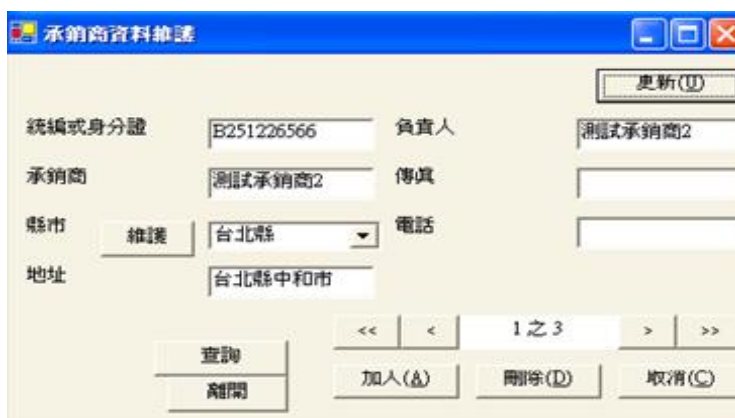 承銷商資料維護
更新(U)
統編或身分證 B251226566 負責人 測試承銷商2
承銷商 測試承銷商2 傳真
縣市 維護 台北縣 電話
地址 台北縣中和市
<< < 1 之 3 > >>
查詢
加入(A) 刪除(D) 取消(C)
離開